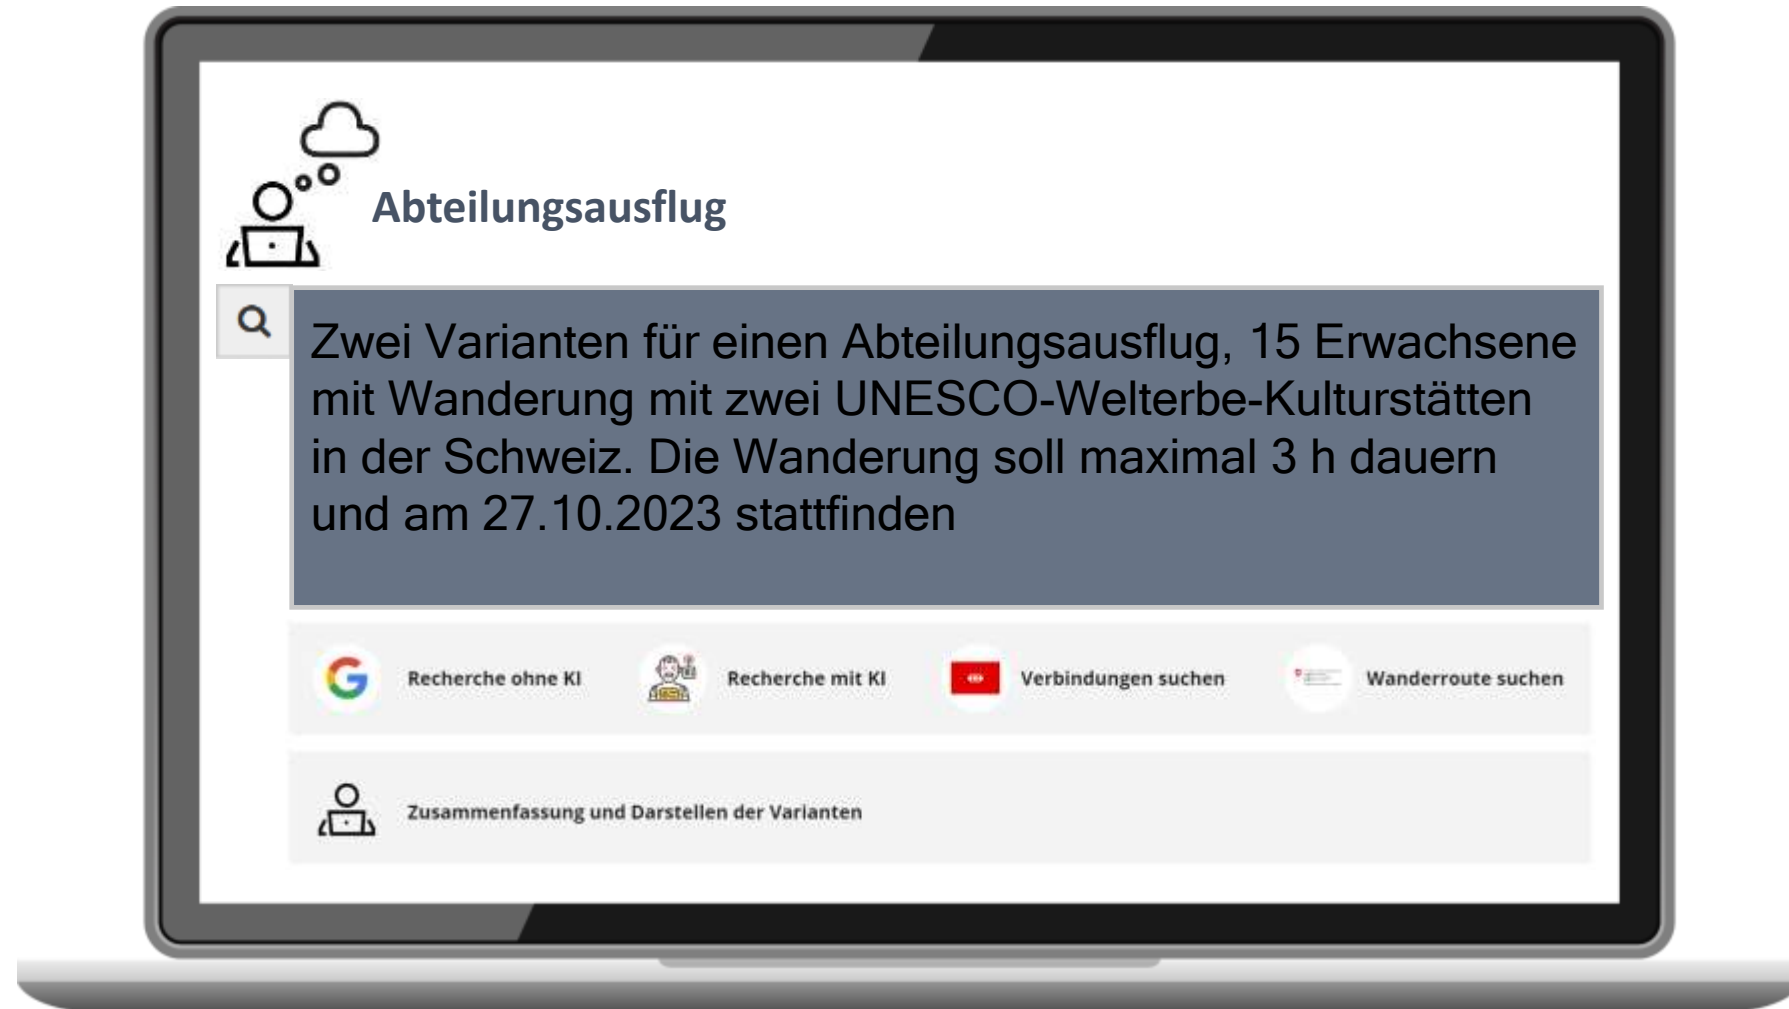 Abteilungsausflug
Zwei Varianten für einen Abteilungsausflug, 15 Erwachsene
mit Wanderung mit zwei UNESCO-Welterbe-Kulturstätten
in der Schweiz. Die Wanderung soll maximal 3 h dauern
und am 27.10.2023 stattfinden
Recherche ohne KI
Recherche mit KI
Verbindungen suchen
Wanderroute suchen
Zusammenfassung und Darstellen der Varianten